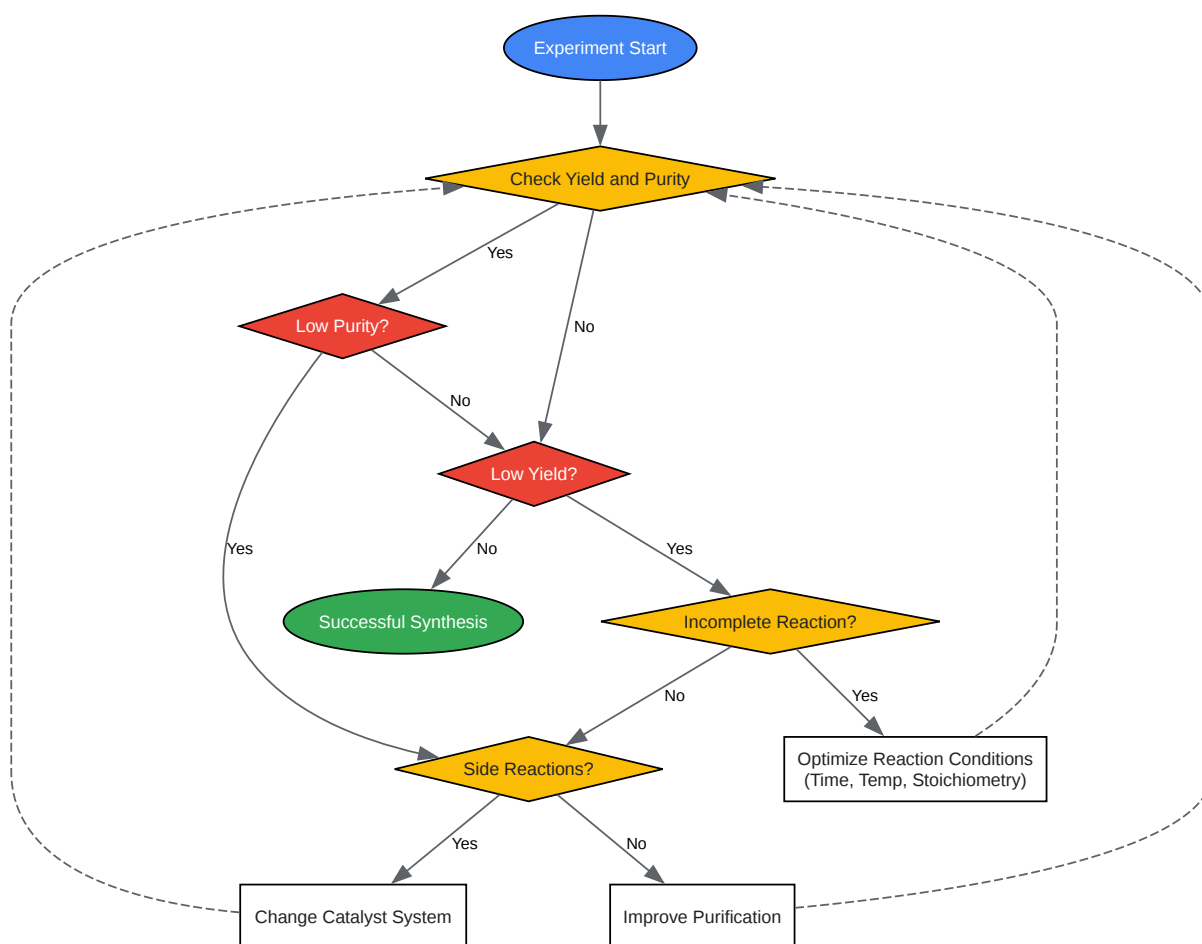 Experiment Start
Check Yield and Purity
Yes
Low Purity?
No
No
Low Yield?
Yes
No
Yes
Successful Synthesis
Incomplete Reaction?
No
Yes
Optimize Reaction Conditions
(Time, Temp, Stoichiometry)
Side Reactions?
Yes
No
Change Catalyst System
Improve Purification